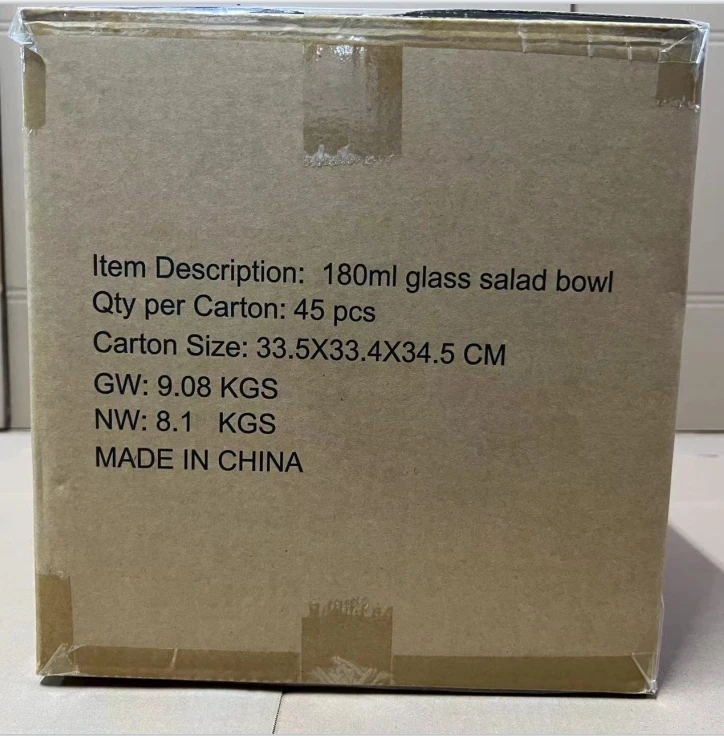 Item Description: 180ml glass salad bowl
Qty per Carton: 45 pcs
Carton Size: 33.5X33.4X34.5 CM
GW: 9.08 KGS
NW: 8.1 KGS
MADE IN CHINA